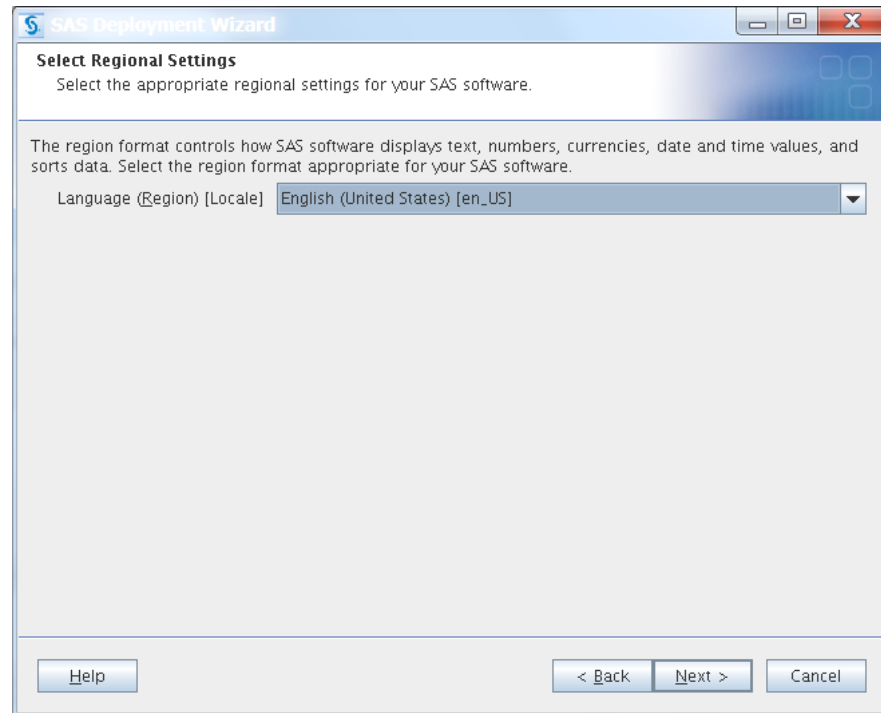 SAS Deployment Wizard
Select Regional Settings
Select the appropriate regional settings for your SAS software.
The region format controls how SAS software displays text, numbers, currencies, date and time values, and
sorts data. Select the region format appropriate for your SAS software.
Language (Region) [Locale] English (United States) [en_US]
Help < Back Next > Cancel